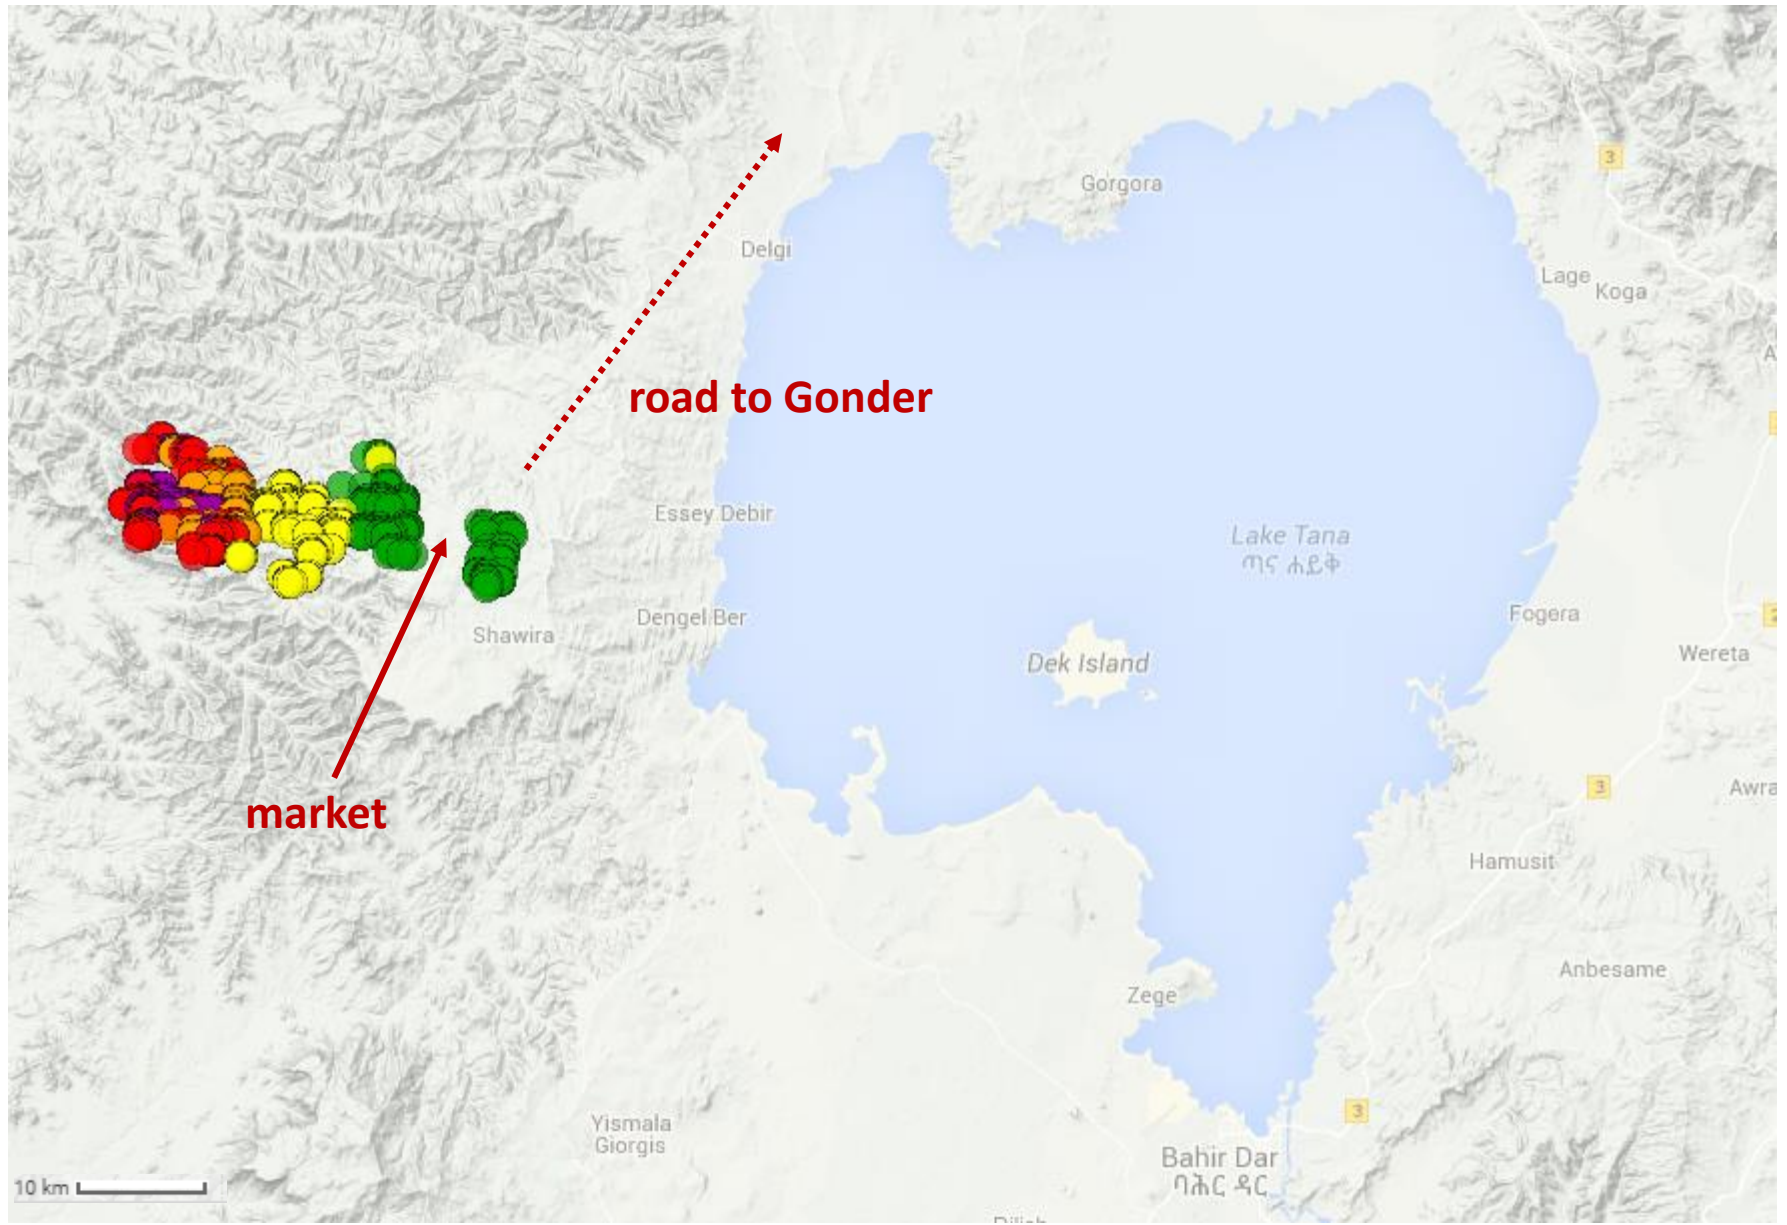 3
Gorgora
Delgi
Lage
Koga
A
road to Gonder
Essey Debir
Lake Tana
ጣና ሐይቅ
Dengel Ber
Fogera
2
Shawira
Dek Island
Wereta
market
3
Awra
Hamusit
Anbesame
Zege
Yismala
Giorgis
3
Bahir Dar
ባሕር ዳር
10 km